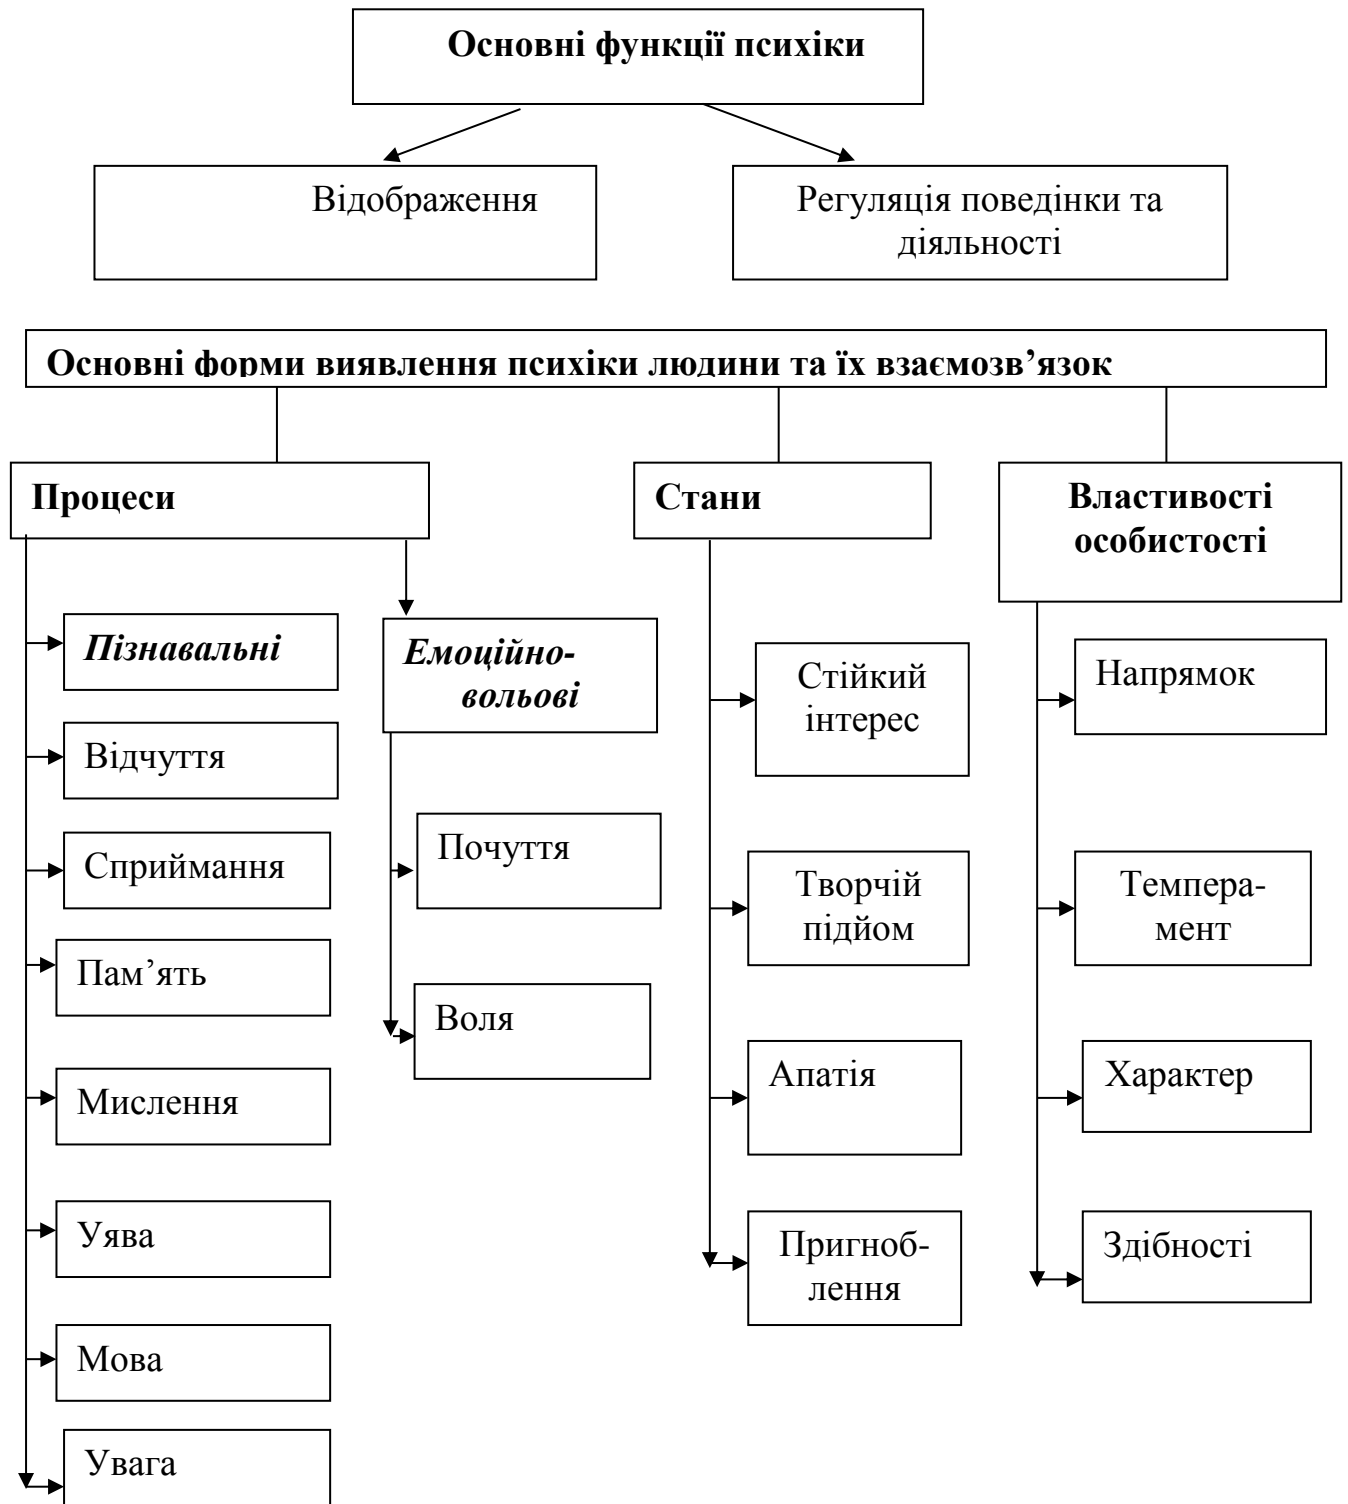 Основні функції психіки
Відображення
Регуляція поведінки та
діяльності
Основні форми виявлення психіки людини та їх взаємозв’язок
Процеси
Стани
Властивості
особистості
Пізнавальні
Відчуття
Сприймання
Пам’ять
Мислення
Уява
Мова
Увага
Емоційно-
вольові
Почуття
Воля
Стійкий
інтерес
Творчій
підйом
Апатія
Пригноб-
лення
Напрямок
Темпера-
мент
Характер
Здібності